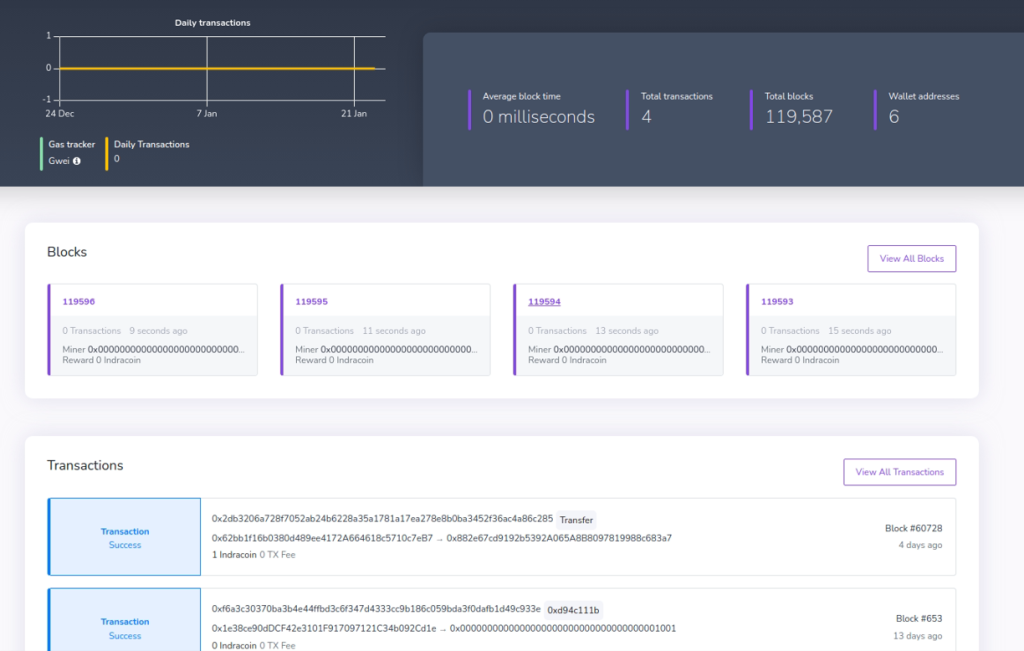 Daily transactions
1
0
-1
24 Dec 7 Jan 21 Jan
Gas tracker Daily Transactions
Gwei 0
Average block time Total transactions Total blocks Wallet addresses
0 milliseconds 4 119,587 6
Blocks
View All Blocks
119596 119595 119594 119593
0 Transactions 9 seconds ago 0 Transactions 11 seconds ago 0 Transactions 13 seconds ago 0 Transactions 15 seconds ago
Miner 0x00000000000000000000000000... Miner 0x00000000000000000000000000... Miner 0x00000000000000000000000000... Miner 0x00000000000000000000000000...
Reward 0 Indracoin Reward 0 Indracoin Reward 0 Indracoin Reward 0 Indracoin
Transactions
View All Transactions
Transaction
Success
0x2db3206a728f7052ab24b6228a35a1781a17ea278e8b0ba3452f36ac4a86c285 Transfer
0x62bb1f16b0380d489ee4172A664618c5710c7eB7 → 0x882e67cd9192b5392A065A8B8097819988c683a7
1 Indracoin 0 TX Fee
Block #60728
4 days ago
Transaction
Success
0xf6a3c30370ba3b4e44ffbd3c6f347d4333cc9b186c059bda3f0dafb1d49c933e 0xd94c111b
0x1e38ce90dDCF42e3101F917097121C34b092Cd1e → 0x0000000000000000000000000000000000001001
0 Indracoin 0 TX Fee
Block #653
13 days ago